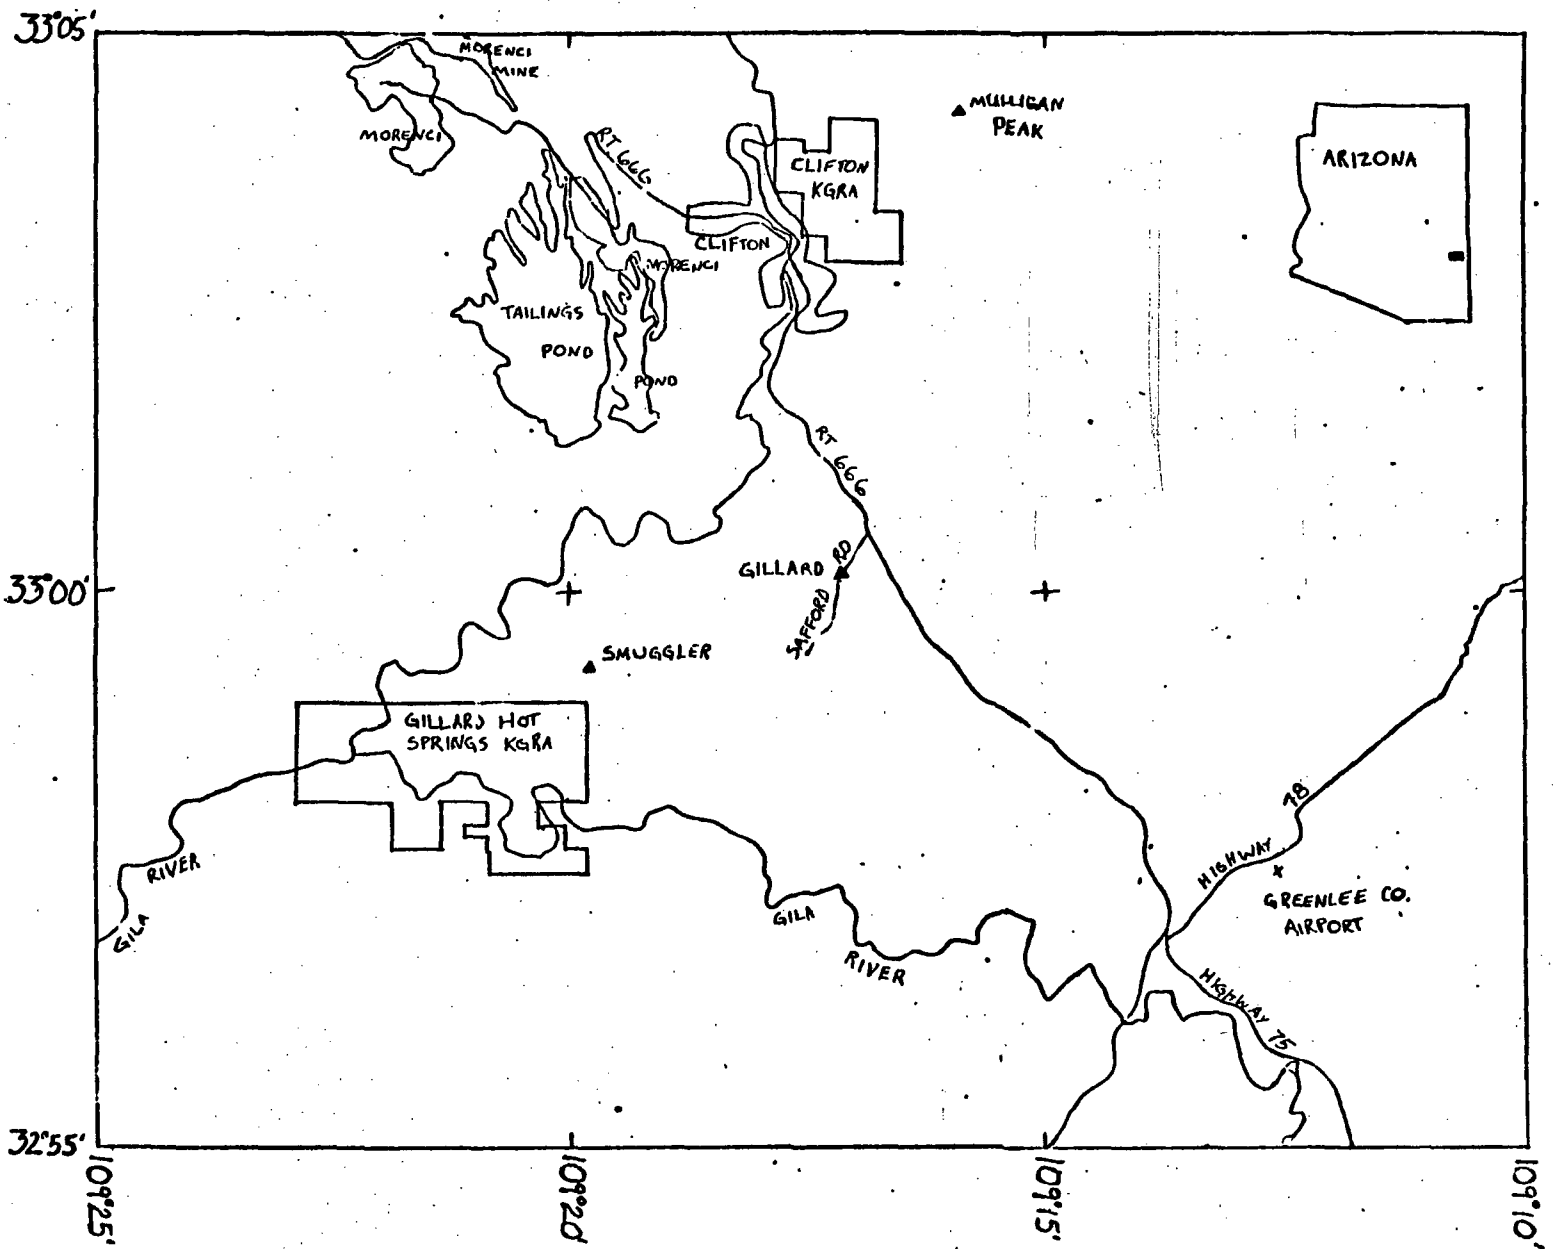 33°05'
MORENCI
MINE
MORENCI
RT 666
MULLIGAN
PEAK
CLIFTON
KGRA
ARIZONA
CLIFTON
MORENCI
TAILINGS
POND
POND
RT 666
GILLARD
SAFFORD RD
33°00'
SMUGGLER
GILLARD HOT
SPRINGS KGRA
78
HIGHWAY
RIVER
GILA
GILA
RIVER
GREENLEE CO.
AIRPORT
HIGHWAY 75
32°55'
109°25'
109°20'
109°15'
109°10'